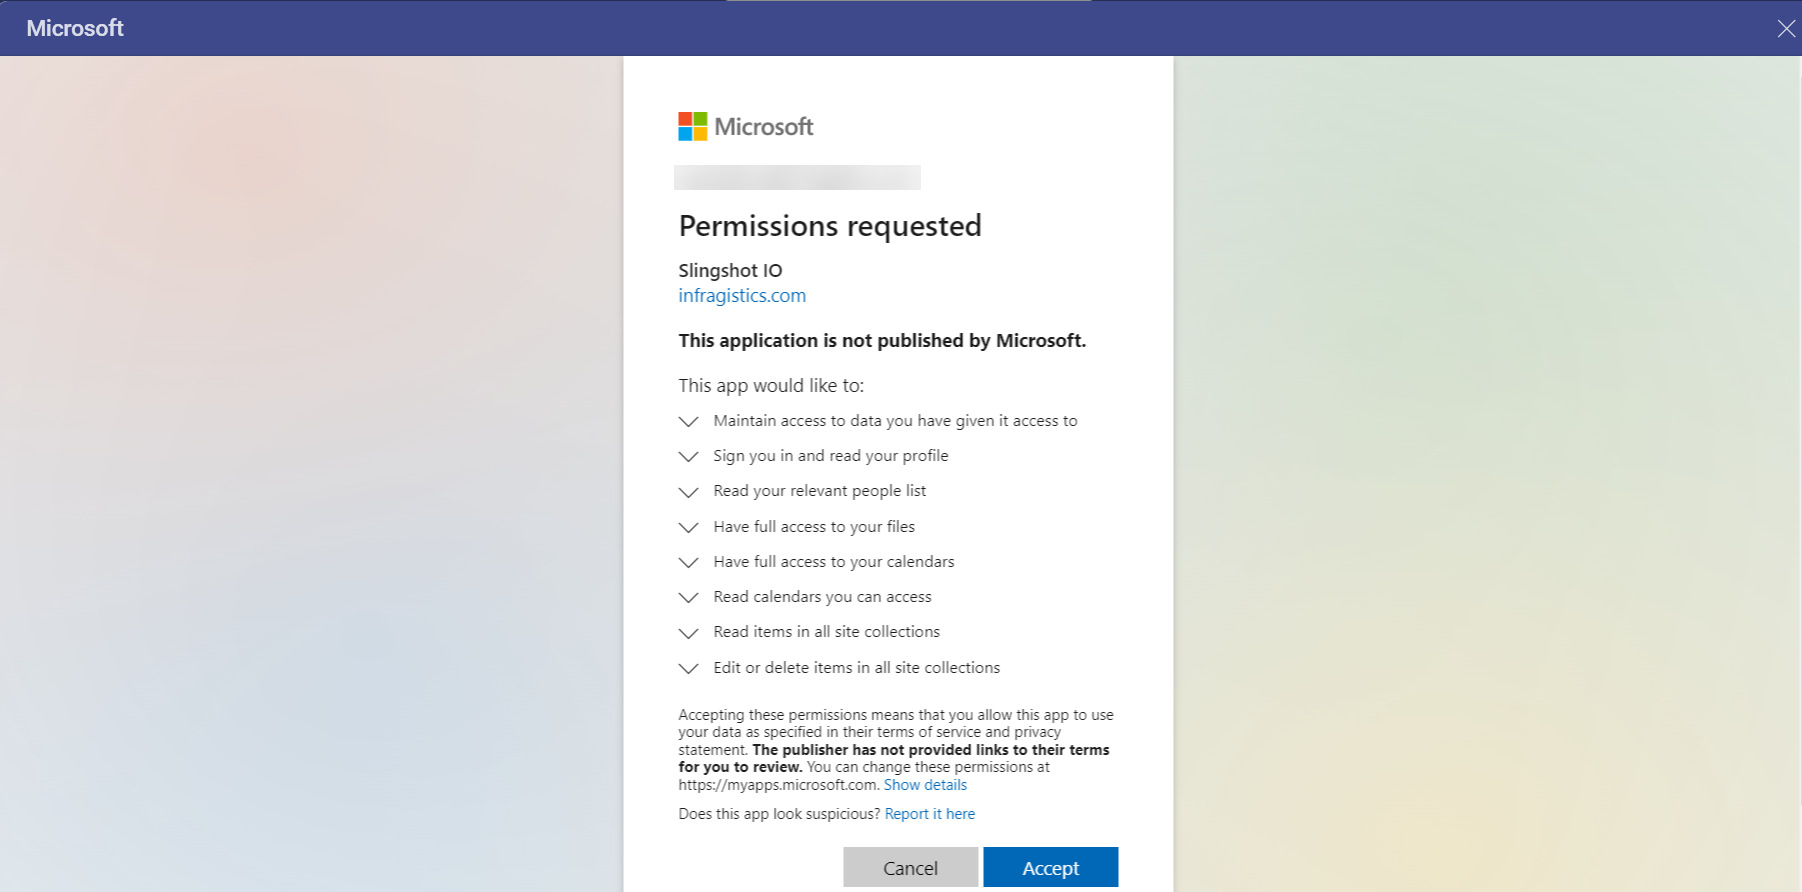 Microsoft
Microsoft
Permissions requested
Slingshot IO
infragistics.com
This application is not published by Microsoft.
This app would like to:
Maintain access to data you have given it access to
Sign you in and read your profile
Read your relevant people list
Have full access to your files
Have full access to your calendars
Read calendars you can access
Read items in all site collections
Edit or delete items in all site collections
Accepting these permissions means that you allow this app to use
your data as specified in their terms of service and privacy
statement. The publisher has not provided links to their terms
for you to review. You can change these permissions at
https://myapps.microsoft.com. Show details
Does this app look suspicious? Report it here
Cancel Accept